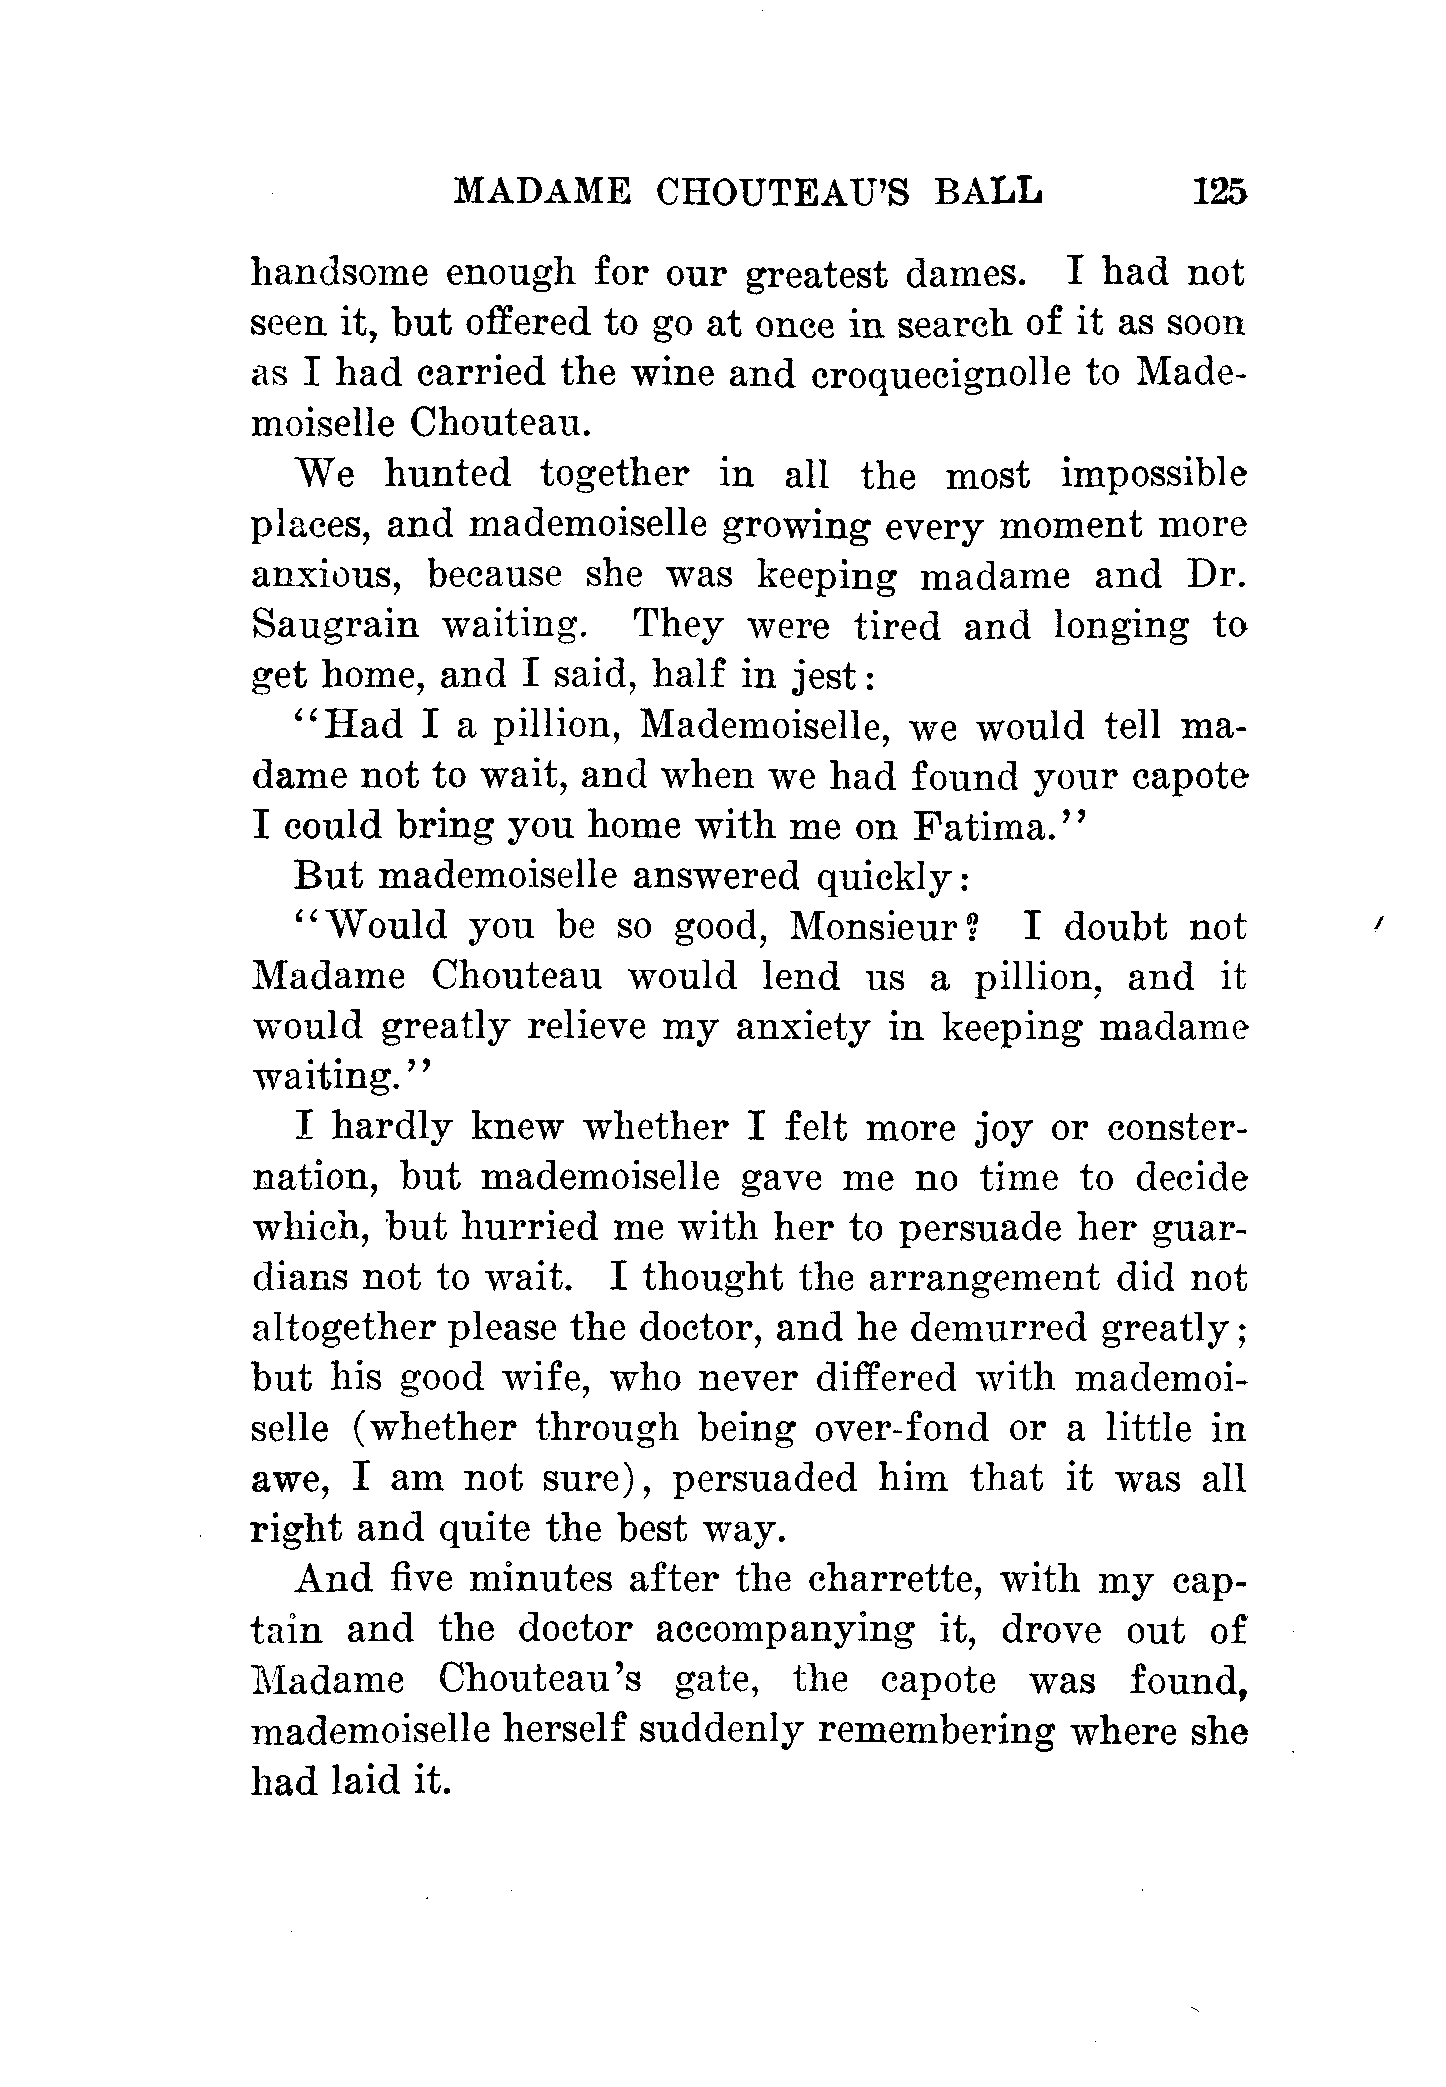 MADAME CHOUTEAU'S BALL 125
handsome enough for our greatest dames. I had not
seen it, but offered to go at once in search of it as soon
as I had carried the wine and croquecignolle to Made-
moiselle Chouteau.
We hunted together in all the most impossible
places, and mademoiselle growing every moment more
anxious, because she was keeping madame and Dr.
Saugrain waiting. They were tired and longing to
get home, and I said, half in jest:
"Had I a pillion, Mademoiselle, we would tell ma-
dame not to wait, and when we had found your capote
I could bring you home with me on Fatima."
But mademoiselle answered quickly:
"Would you be so good, Monsieur? I doubt not
Madame Chouteau would lend us a pillion, and it
would greatly relieve my anxiety in keeping madame
waiting."
I hardly knew whether I felt more joy or conster-
nation, but mademoiselle gave me no time to decide
which, but hurried me with her to persuade her guar-
dians not to wait. I thought the arrangement did not
altogether please the doctor, and he demurred greatly;
but his good wife, who never differed with mademoi-
selle (whether through being over-fond or a little in
awe, I am not sure), persuaded him that it was all
right and quite the best way.
And five minutes after the charrette, with my cap-
tain and the doctor accompanying it, drove out of
Madame Chouteau's gate, the capote was found,
mademoiselle herself suddenly remembering where she
had laid it.